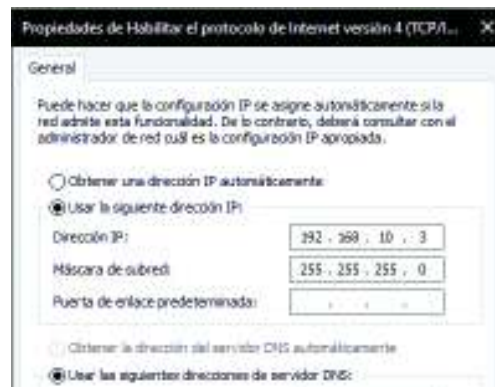 Propiedades de Habilitar el protocolo de Internet versión 4 (TCP/I...
General
Puede hacer que la configuración IP se asigne automáticamente si la
red admite esta funcionalidad. De lo contrario, deberá consultar con el
administrador de red cuál es la configuración IP apropiada.
Obtener una dirección IP automáticamente
Usar la siguiente dirección IP:
Dirección IP: 192 . 168 . 10 . 3
Máscara de subred: 255 . 255 . 255 . 0
Puerta de enlace predeterminada: . . .
Obtener la dirección del servidor DNS automáticamente
Usar las siguientes direcciones de servidor DNS: